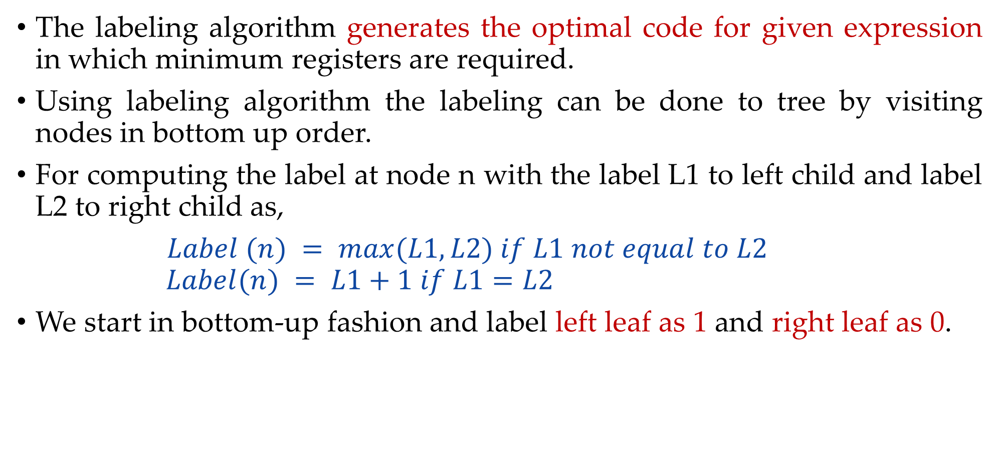 • The labeling algorithm generates the optimal code for given expression
in which minimum registers are required.
• Using labeling algorithm the labeling can be done to tree by visiting
nodes in bottom up order.
• For computing the label at node n with the label L1 to left child and label
L2 to right child as,
Label (n) = max(L1, L2) if L1 not equal to L2
Label(n) = L1 + 1 if L1 = L2
• We start in bottom-up fashion and label left leaf as 1 and right leaf as 0.